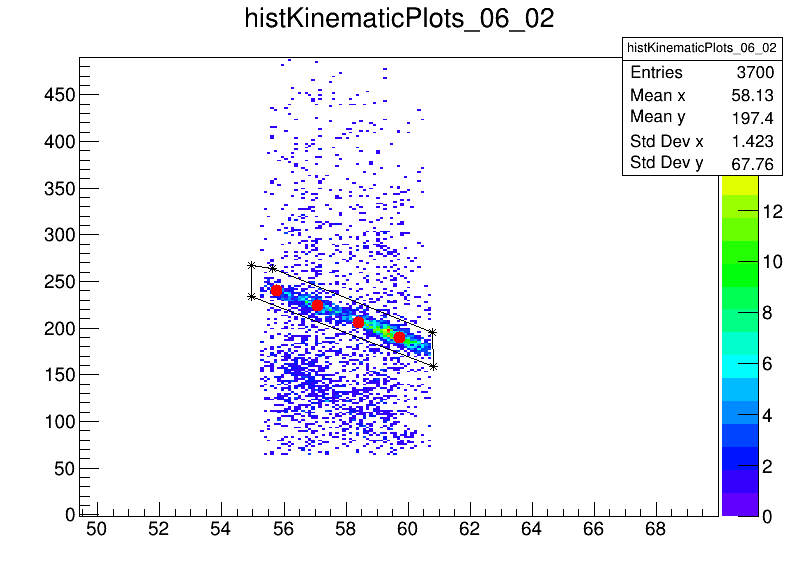 histKinematicPlots_06_02
histKinematicPlots_06_02
Entries 3700
Mean x 58.13
Mean y 197.4
Std Dev x 1.423
Std Dev y 67.76
450
400
350
300
250
200
150
100
50
0
12
10
8
6
4
2
0
50 52 54 56 58 60 62 64 66 68